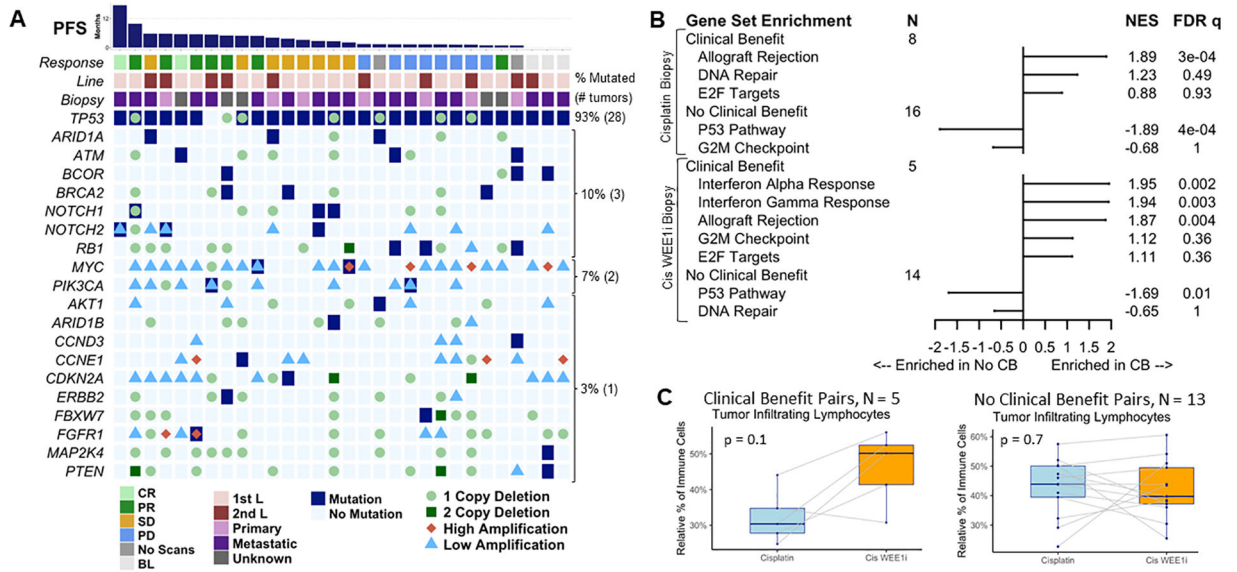 A
PFS
Months
12
0
Response
Line
Biopsy
% Mutated
(# tumors)
TP53
93% (28)
ARID1A
ATM
BCOR
BRCA2
NOTCH1
NOTCH2
RB1
10% (3)
MYC
PIK3CA
7% (2)
AKT1
ARID1B
CCND3
CCNE1
CDKN2A
ERBB2
FBXW7
FGFR1
MAP2K4
PTEN
3% (1)
CR
PR
SD
PD
No Scans
BL
1st L
2nd L
Primary
Metastatic
Unknown
Mutation
No Mutation
1 Copy Deletion
2 Copy Deletion
High Amplification
Low Amplification
B
Gene Set Enrichment N NES FDR q
Cisplatin Biopsy
Clinical Benefit 8
Allograft Rejection 1.89 3e-04
DNA Repair 1.23 0.49
E2F Targets 0.88 0.93
No Clinical Benefit 16
P53 Pathway -1.89 4e-04
G2M Checkpoint -0.68 1
Cis WEE1i Biopsy
Clinical Benefit 5
Interferon Alpha Response 1.95 0.002
Interferon Gamma Response 1.94 0.003
Allograft Rejection 1.87 0.004
G2M Checkpoint 1.12 0.36
E2F Targets 1.11 0.36
No Clinical Benefit 14
P53 Pathway -1.69 0.01
DNA Repair -0.65 1
-2 -1.5 -1 0 0.5 1 1.5 2
<-- Enriched in No CB Enriched in CB -->
C
Clinical Benefit Pairs, N = 5
Tumor Infiltrating Lymphocytes
p = 0.1
Relative % of Immune Cells
50%
40%
30%
Cisplatin Cis WEE1i
No Clinical Benefit Pairs, N = 13
Tumor Infiltrating Lymphocytes
p = 0.7
Relative % of Immune Cells
60%
50%
40%
30%
Cisplatin Cis WEE1i